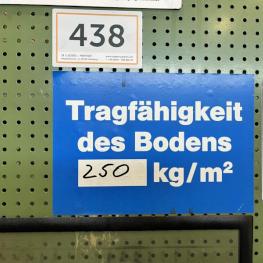 438
Tragfähigkeit
des Bodens
250 kg/m²